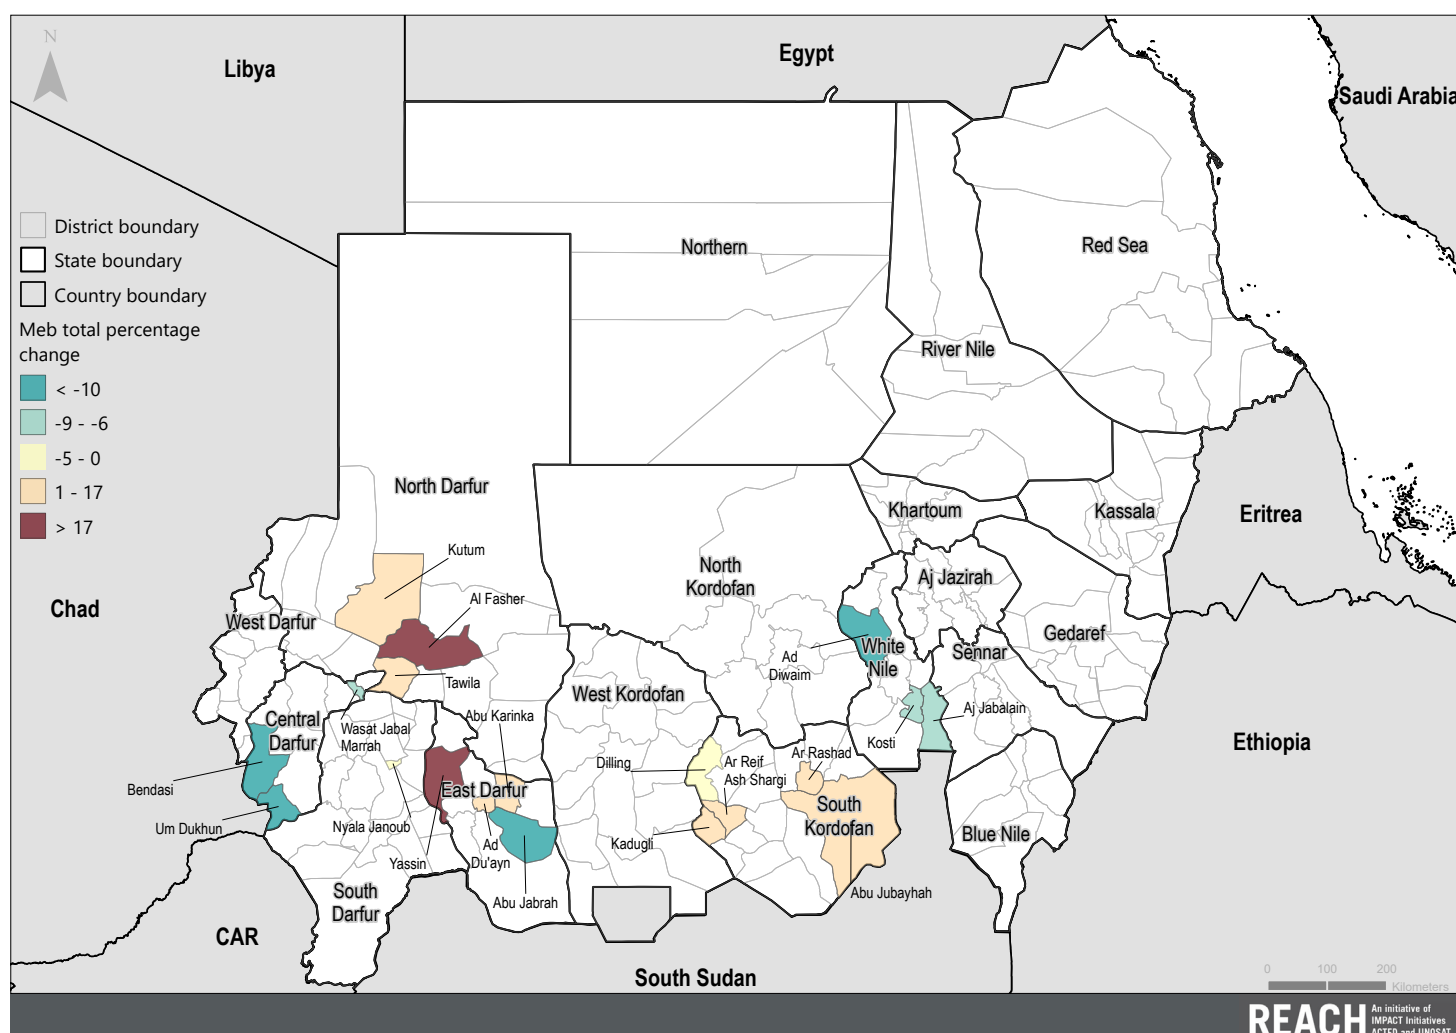 N
Libya
Egypt
Saudi Arabia
District boundary
State boundary
Country boundary
Meb total percentage
change
< -10
-9 - -6
-5 - 0
1 - 17
> 17
Northern
Red Sea
River Nile
North Darfur
Khartoum
Kassala
Eritrea
Kutum
North
Kordofan
Aj Jazirah
Chad
Al Fasher
West Darfur
Gedaref
White
Nile
Sennar
Ad
Diwaim
Tawila
West Kordofan
Abu Karinka
Aj Jabalain
Central
Darfur
Wasat Jabal
Marrah
Kosti
Ethiopia
Ar Rashad
Dilling
Ar Reif
Ash Shargi
Bendasi
East Darfur
South
Kordofan
Um Dukhun
Nyala Janoub
Blue Nile
Ad
Du'ayn
Kadugli
Yassin
South
Darfur
Abu Jabrah
Abu Jubayhah
CAR
South Sudan
0 100 200
Kilometers
REACH An initiative of
IMPACT Initiatives
ACTED and UNOSAT